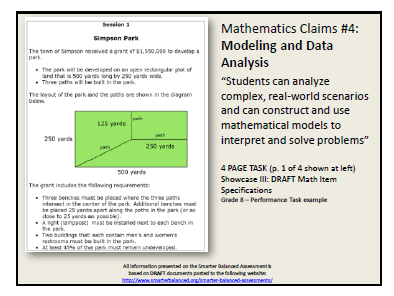 Session 1
Simpson Park
The town of Simpson received a grant of $1,550,000 to develop a
park.
• The park will be developed on an open rectangular plot of
land that is 500 yards long by 250 yards wide.
• Three paths will be built in the park.
The layout of the park and the paths are shown in the diagram
below.
125 yards
path
250 yards
path
path
250 yards
500 yards
The grant includes the following requirements:
• Three benches must be placed where the three paths
intersect in the center of the park. Additional benches must
be placed 25 yards apart along the paths in the park (or as
close to 25 yards as possible).
• A light (lamppost) must be installed next to each bench in
the park.
• Two buildings that each contain men's and women's
restrooms must be built in the park.
• At least 45% of the park must remain undeveloped.
Mathematics Claims #4:
Modeling and Data
Analysis
"Students can analyze
complex, real-world scenarios
and can construct and use
mathematical models to
interpret and solve problems"
4 PAGE TASK (p. 1 of 4 shown at left)
Showcase III: DRAFT Math Item
Specifications
Grade 8 – Performance Task example
All information presented on the Smarter Balanced Assessment is
based on DRAFT documents posted to the following website:
http://www.smarterbalanced.org/smarter-balanced-assessments/